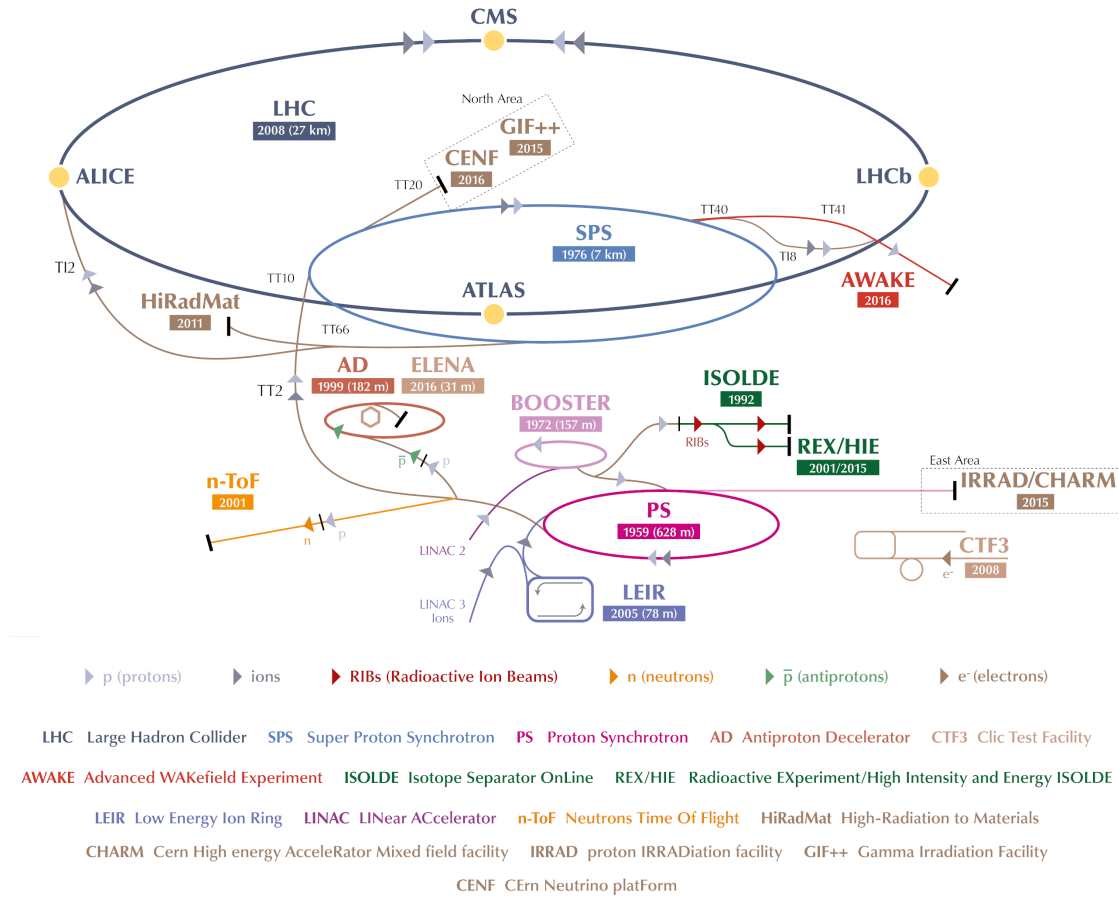 CMS
LHC
2008 (27 km)
North Area
GIF++
2015
CENF
2016
ALICE
LHCb
TT20
TT40
TT41
SPS
1976 (7 km)
TI8
TI2
TT10
AWAKE
2016
ATLAS
HiRadMat
2011
TT66
AD
1999 (182 m)
ELENA
2016 (31 m)
TT2
ISOLDE
1992
BOOSTER
1972 (157 m)
RIBs
REX/HIE
2001/2015
p̅
p
n-ToF
2001
East Area
IRRAD/CHARM
2015
PS
1959 (628 m)
n
p
LINAC 2
CTF3
2008
e-
LEIR
2005 (78 m)
LINAC 3
Ions
p (protons) ions RIBs (Radioactive Ion Beams) n (neutrons) p̅ (antiprotons) e- (electrons)
LHC Large Hadron Collider SPS Super Proton Synchrotron PS Proton Synchrotron AD Antiproton Decelerator CTF3 Clic Test Facility
AWAKE Advanced WAKefield Experiment ISOLDE Isotope Separator OnLine REX/HIE Radioactive EXperiment/High Intensity and Energy ISOLDE
LEIR Low Energy Ion Ring LINAC LINear ACcelerator n-ToF Neutrons Time Of Flight HiRadMat High-Radiation to Materials
CHARM Cern High energy AcceleRator Mixed field facility IRRAD proton IRRADiation facility GIF++ Gamma Irradiation Facility
CENF CErn Neutrino platForm